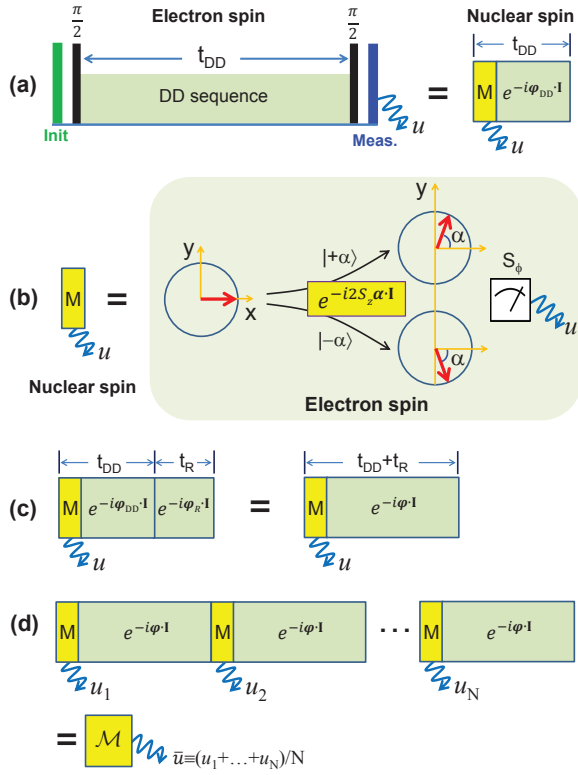 Electron spin
Nuclear spin
(a)
π/2
t_DD
π/2
DD sequence
Init
Meas.
u
=
t_DD
M
e^{−iφ_DD·I}
u
(b)
M
u
=
Nuclear spin
y
x
|+α⟩
e^{−i2S_z α·I}
|−α⟩
y
α
α
S_ϕ
u
Electron spin
(c)
t_DD
t_R
M
e^{−iφ_DD·I}
e^{−iφ_R·I}
u
=
t_DD+t_R
M
e^{−iφ·I}
u
(d)
M
e^{−iφ·I}
M
e^{−iφ·I}
...
M
e^{−iφ·I}
u_1
u_2
u_N
= ℳ ū≡(u_1+...+u_N)/N